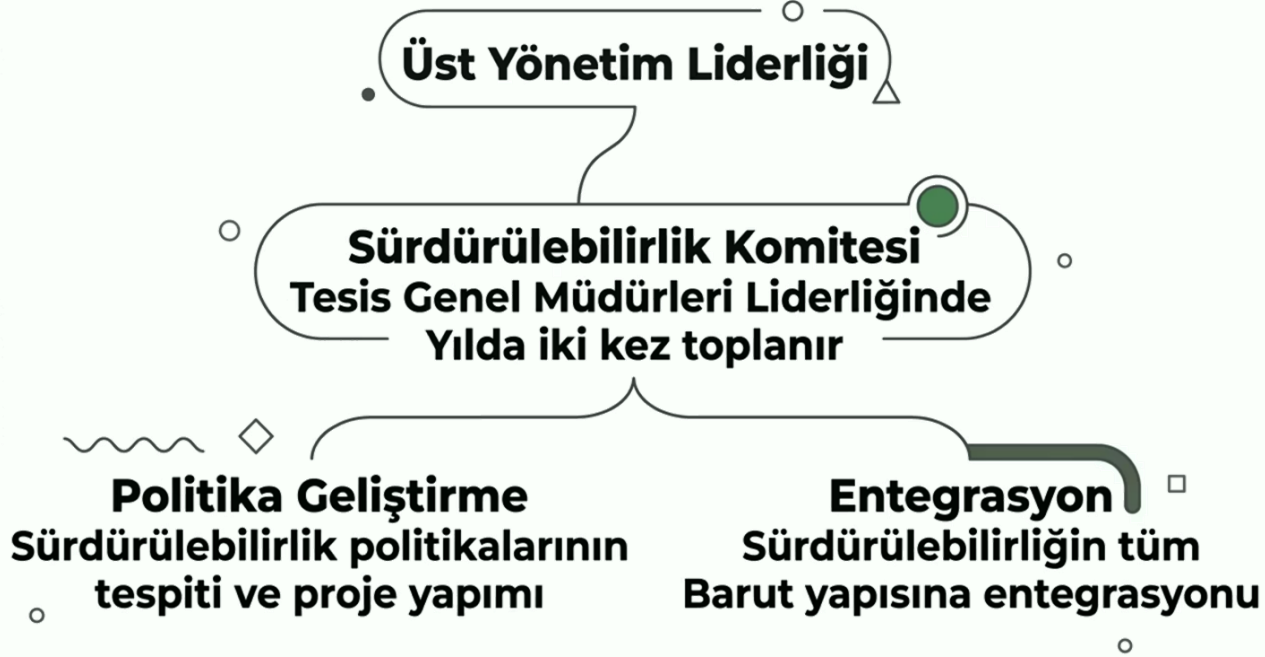 Üst Yönetim Liderliği
Sürdürülebilirlik Komitesi
Tesis Genel Müdürleri Liderliğinde
Yılda iki kez toplanır
Politika Geliştirme
Sürdürülebilirlik politikalarının
tespiti ve proje yapımı
Entegrasyon
Sürdürülebilirliğin tüm
Barut yapısına entegrasyonu